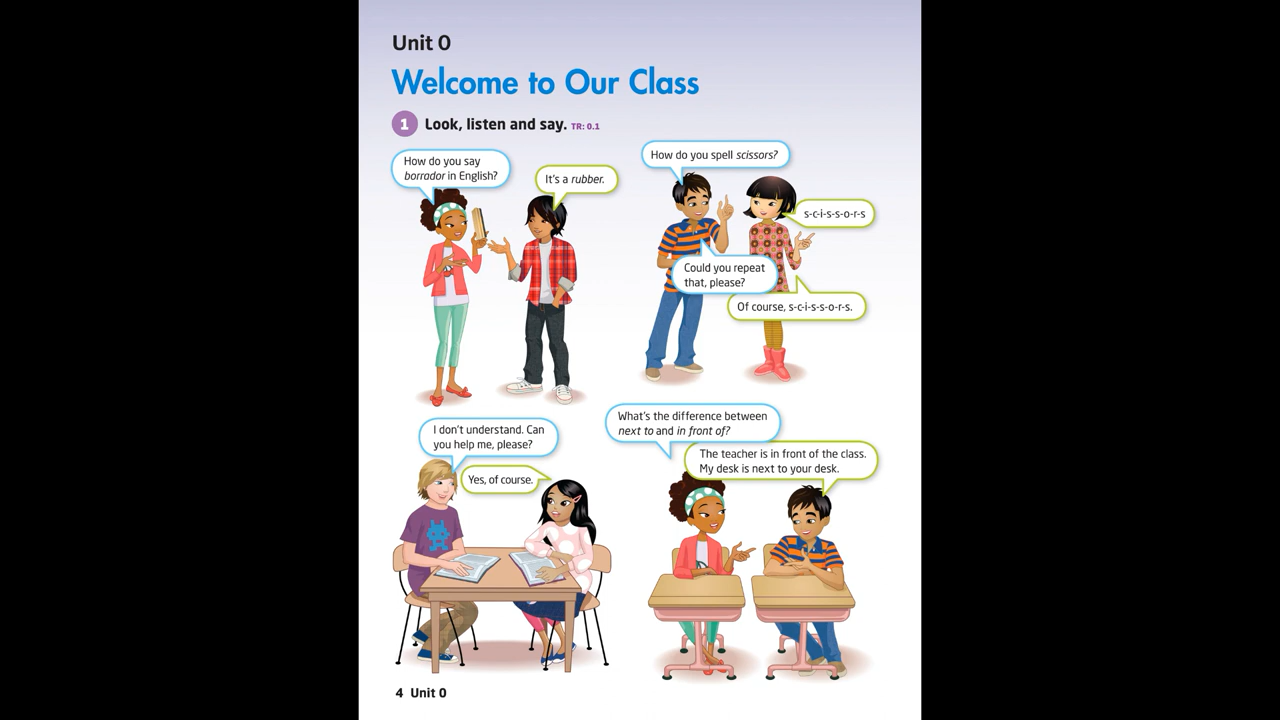 Unit 0
Welcome to Our Class
1 Look, listen and say. TR: 0.1
How do you say
borrador in English?
It's a rubber.
How do you spell scissors?
s-c-i-s-s-o-r-s
Could you repeat
that, please?
Of course, s-c-i-s-s-o-r-s.
I don't understand. Can
you help me, please?
Yes, of course.
What's the difference between
next to and in front of?
The teacher is in front of the class.
My desk is next to your desk.
4 Unit 0